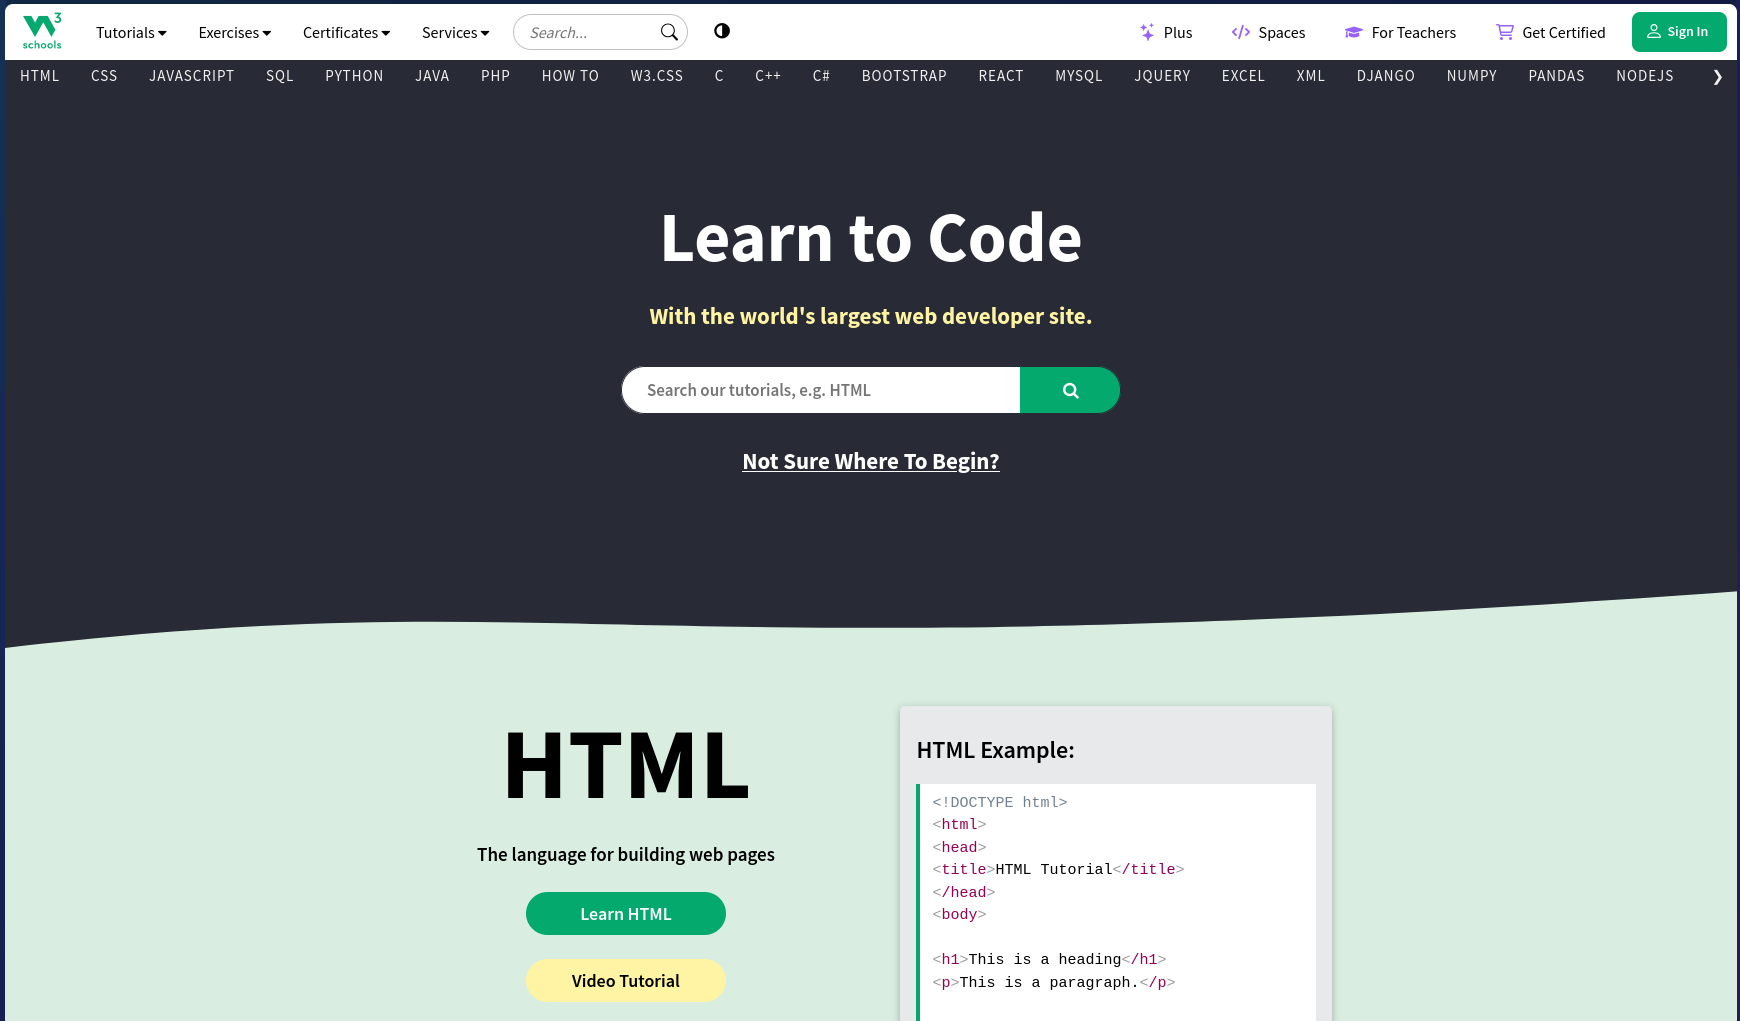 W3 schools Tutorials Exercises Certificates Services Search... Plus Spaces For Teachers Get Certified Sign In
HTML CSS JAVASCRIPT SQL PYTHON JAVA PHP HOW TO W3.CSS C C++ C# BOOTSTRAP REACT MYSQL JQUERY EXCEL XML DJANGO NUMPY PANDAS NODEJS ❯
Learn to Code
With the world's largest web developer site.
Search our tutorials, e.g. HTML
Not Sure Where To Begin?
HTML
The language for building web pages
Learn HTML
Video Tutorial
HTML Example:
<!DOCTYPE html>
<html>
<head>
<title>HTML Tutorial</title>
</head>
<body>
<h1>This is a heading</h1>
<p>This is a paragraph.</p>